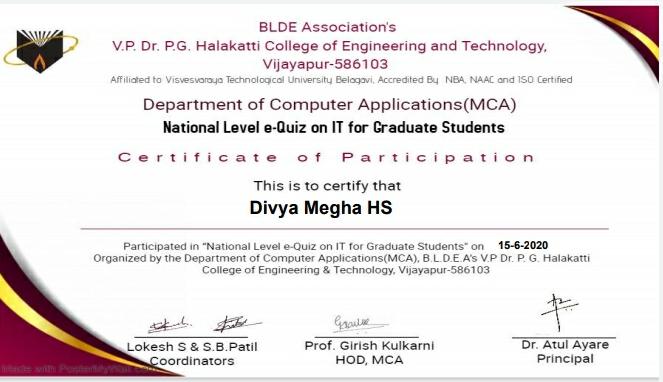 BLDE Association's
V.P. Dr. P.G. Halakatti College of Engineering and Technology,
Vijayapur-586103
Affiliated to Visvesvaraya Technological University Belagavi, Accredited By NBA, NAAC and ISO Certified
Department of Computer Applications(MCA)
National Level e-Quiz on IT for Graduate Students
Certificate of Participation
This is to certify that
Divya Megha HS
Participated in "National Level e-Quiz on IT for Graduate Students" on 15-6-2020
Organized by the Department of Computer Applications(MCA), B.L.D.E.A's V.P Dr. P. G. Halakatti
College of Engineering & Technology, Vijayapur-586103
Lokesh S & S.B.Patil
Coordinators
Prof. Girish Kulkarni
HOD, MCA
Dr. Atul Ayare
Principal
Made with PosterMyWall.com